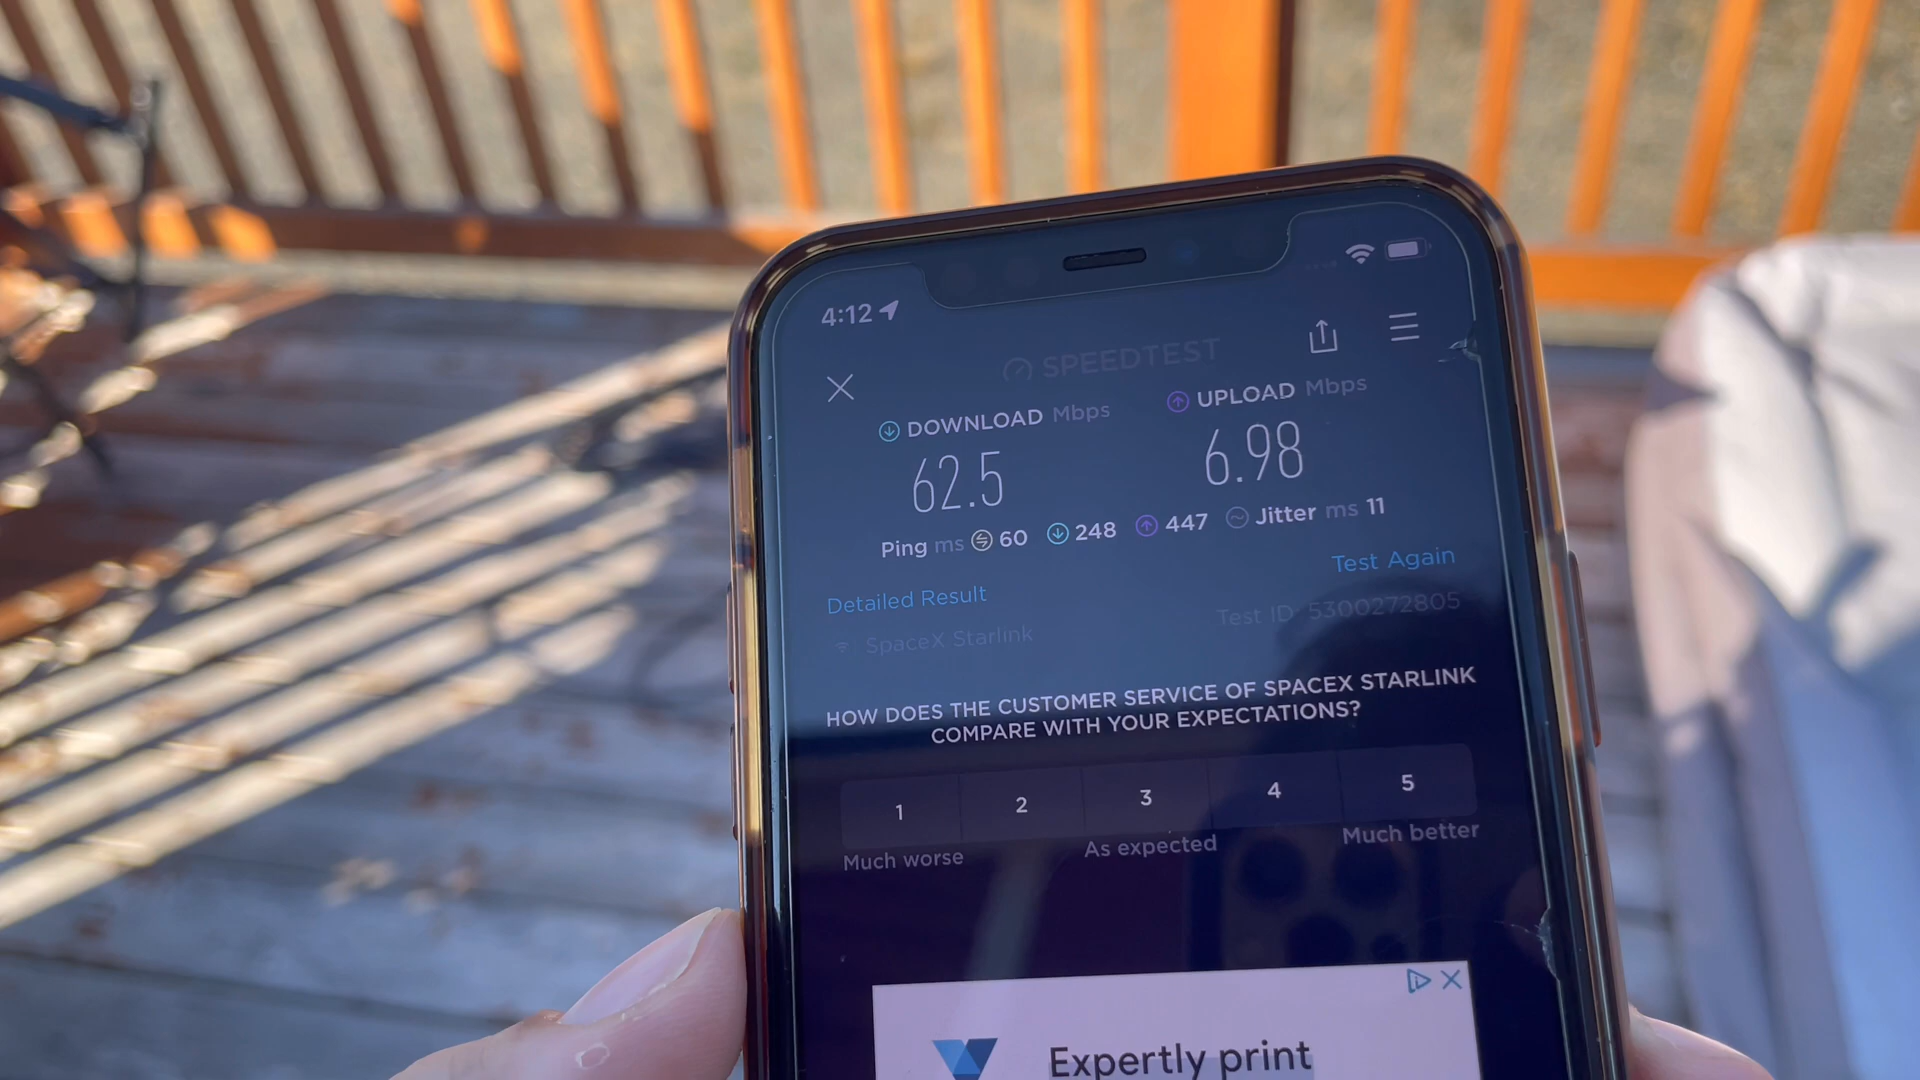 4:12
SPEEDTEST
DOWNLOAD Mbps
UPLOAD Mbps
62.5
6.98
Ping ms 60 248 447 Jitter ms 11
Detailed Result
Test Again
SpaceX Starlink
Test ID: 5300272805
HOW DOES THE CUSTOMER SERVICE OF SPACEX STARLINK
COMPARE WITH YOUR EXPECTATIONS?
1 2 3 4 5
Much worse
As expected
Much better
Expertly print